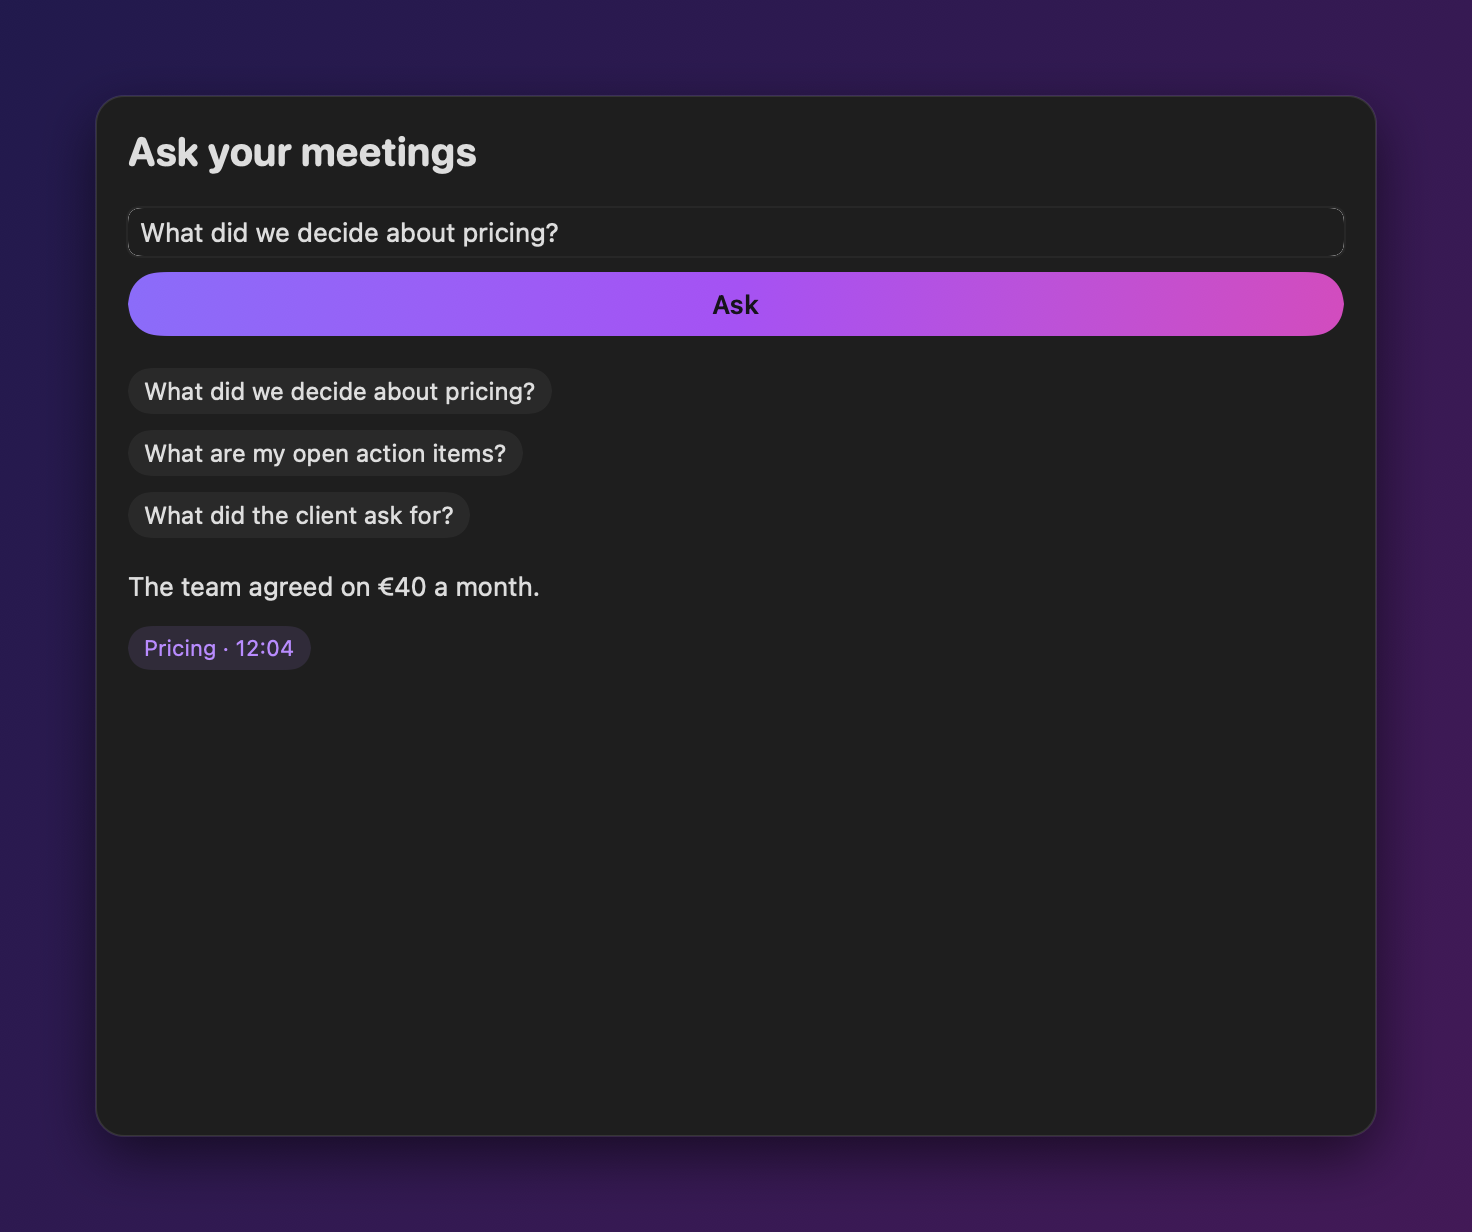 Ask your meetings
What did we decide about pricing?
Ask
What did we decide about pricing?
What are my open action items?
What did the client ask for?
The team agreed on €40 a month.
Pricing · 12:04